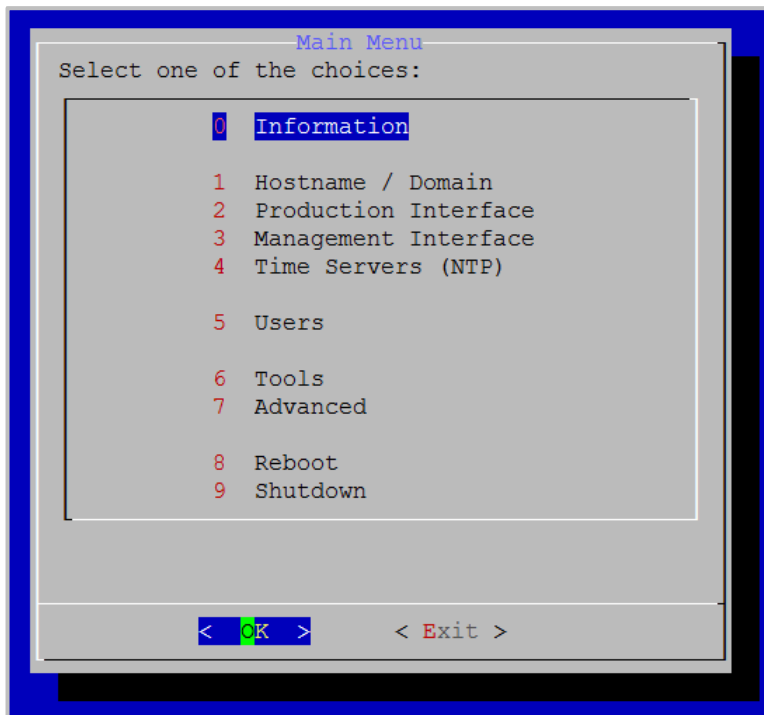 Main Menu
Select one of the choices:
0 Information
1 Hostname / Domain
2 Production Interface
3 Management Interface
4 Time Servers (NTP)
5 Users
6 Tools
7 Advanced
8 Reboot
9 Shutdown
< OK > < Exit >